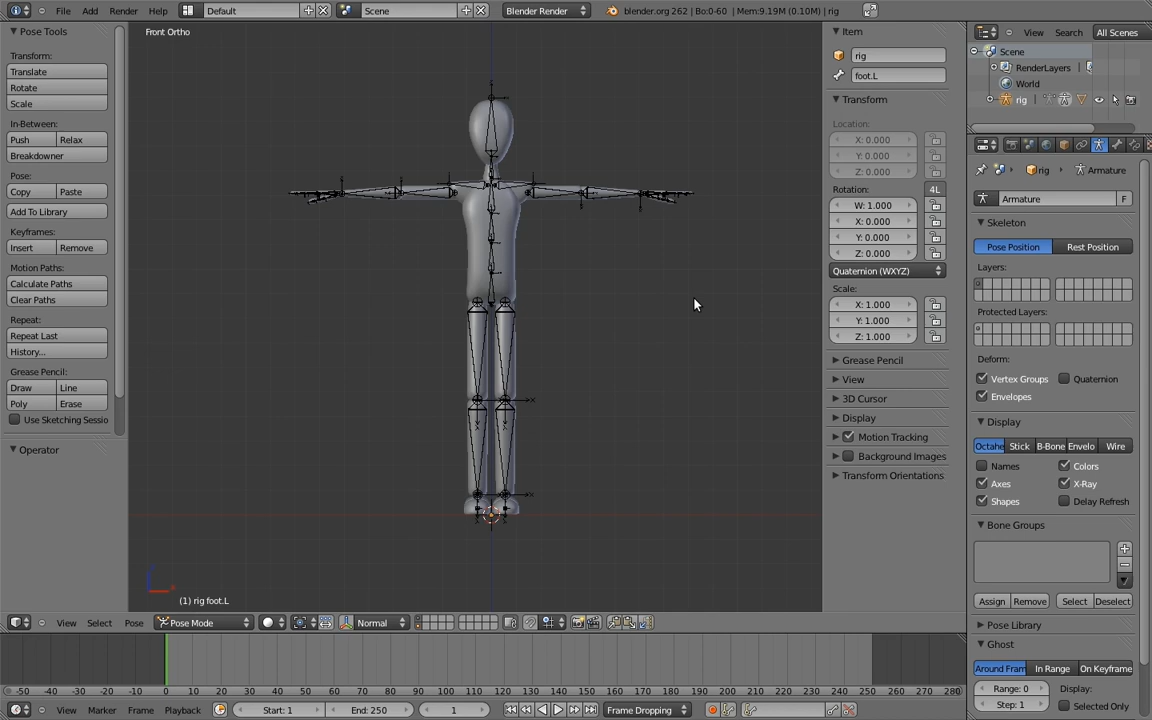 File Add Render Help Default Scene Blender Render blender.org 262 | Bo:0-60 | Mem:9.19M (0.10M) | rig
Pose Tools
Transform:
Translate
Rotate
Scale
In-Between:
Push Relax
Breakdowner
Pose:
Copy Paste
Add To Library
Keyframes:
Insert Remove
Motion Paths:
Calculate Paths
Clear Paths
Repeat:
Repeat Last
History...
Grease Pencil:
Draw Line
Poly Erase
Use Sketching Sessio
Operator
Front Ortho
(1) rig foot.L
Item
rig
foot.L
Transform
Location:
X: 0.000
Y: 0.000
Z: 0.000
Rotation: 4L
W: 1.000
X: 0.000
Y: 0.000
Z: 0.000
Quaternion (WXYZ)
Scale:
X: 1.000
Y: 1.000
Z: 1.000
Grease Pencil
View
3D Cursor
Display
Motion Tracking
Background Images
Transform Orientations
View Search All Scenes
Scene
RenderLayers
World
rig
rig Armature
Armature F
Skeleton
Pose Position Rest Position
Layers:
Protected Layers:
Deform:
Vertex Groups Quaternion
Envelopes
Display
Octahe Stick B-Bone Envelo Wire
Names Colors
Axes X-Ray
Shapes Delay Refresh
Bone Groups
Assign Remove Select Deselect
Pose Library
Ghost
Around Fram In Range On Keyframe
Range: 0 Display:
Step: 1 Selected Only
View Select Pose Pose Mode Normal
-50 -40 -30 -20 -10 0 10 20 30 40 50 60 70 80 90 100 110 120 130 140 150 160 170 180 190 200 210 220 230 240 250 260 270 280
View Marker Frame Playback Start: 1 End: 250 1 Frame Dropping